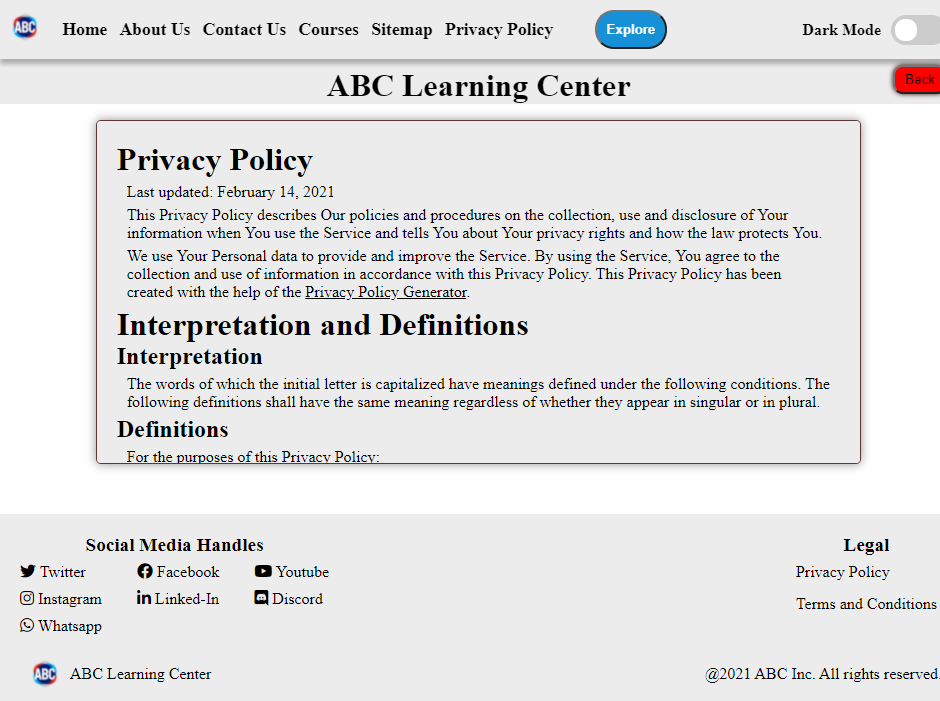 ABC Home About Us Contact Us Courses Sitemap Privacy Policy Explore Dark Mode
ABC Learning Center
Back
Privacy Policy
Last updated: February 14, 2021
This Privacy Policy describes Our policies and procedures on the collection, use and disclosure of Your
information when You use the Service and tells You about Your privacy rights and how the law protects You.
We use Your Personal data to provide and improve the Service. By using the Service, You agree to the
collection and use of information in accordance with this Privacy Policy. This Privacy Policy has been
created with the help of the Privacy Policy Generator.
Interpretation and Definitions
Interpretation
The words of which the initial letter is capitalized have meanings defined under the following conditions. The
following definitions shall have the same meaning regardless of whether they appear in singular or in plural.
Definitions
For the purposes of this Privacy Policy:
Social Media Handles
Twitter Facebook Youtube
Instagram Linked-In Discord
Whatsapp
Legal
Privacy Policy
Terms and Conditions
ABC ABC Learning Center
@2021 ABC Inc. All rights reserved.